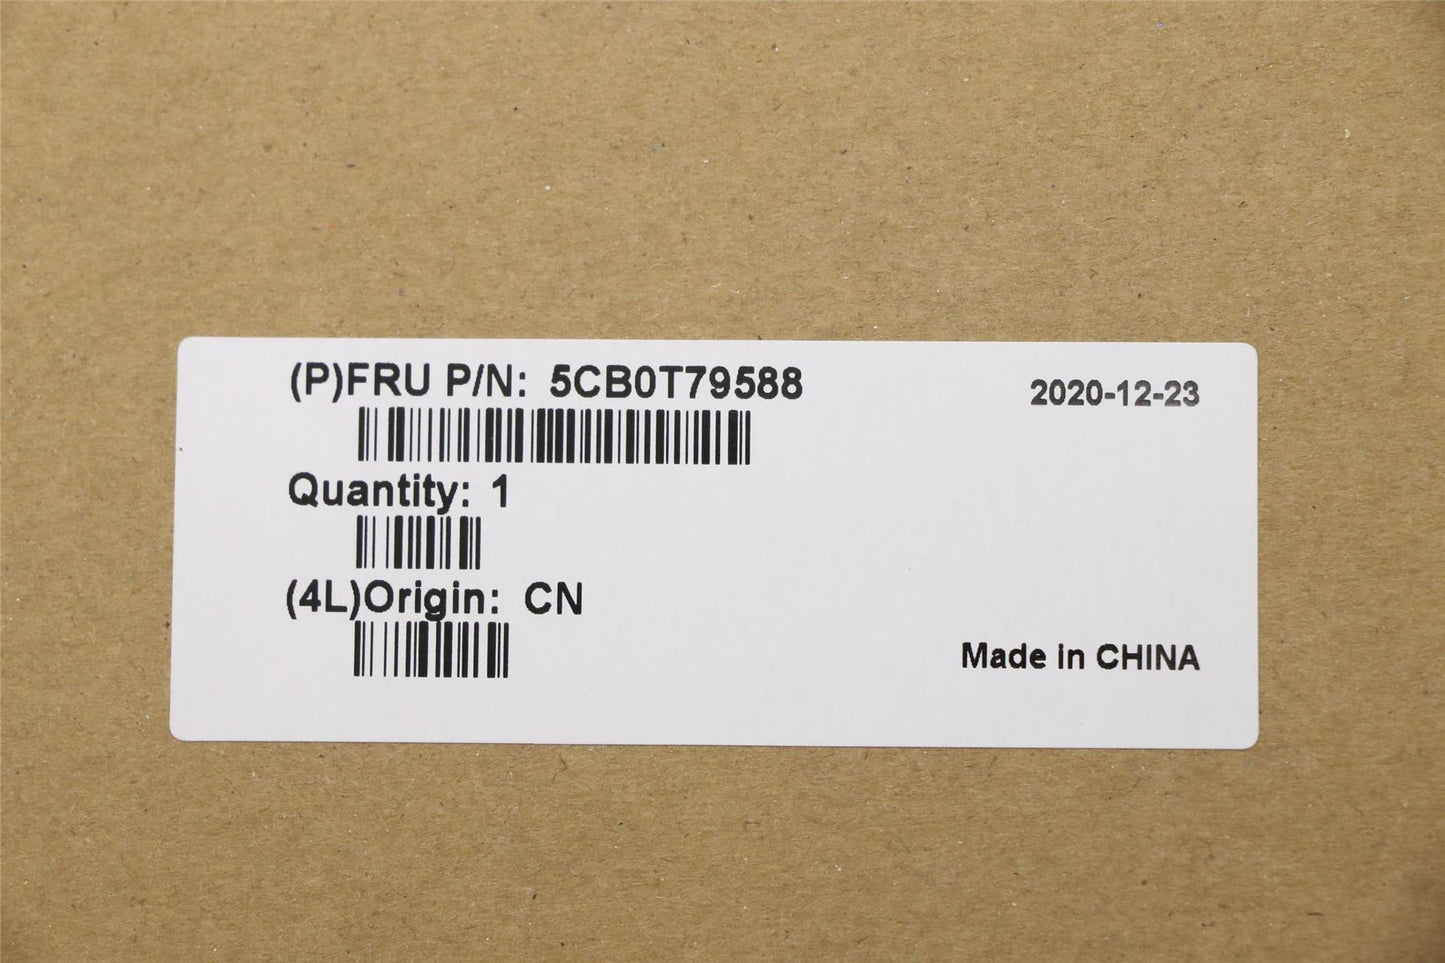 (P)FRU P/N: 5CB0T79588
2020-12-23
Quantity: 1
(4L)Origin: CN
Made in CHINA